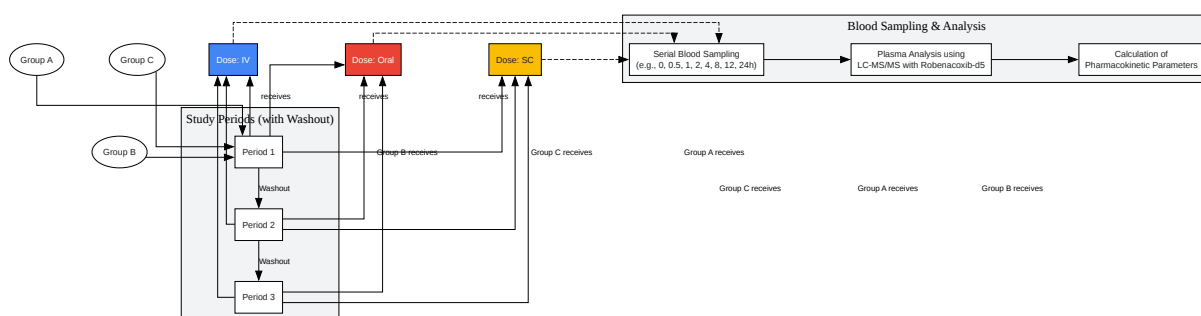 Blood Sampling & Analysis
Group A
Group C
Dose: IV
Dose: Oral
Dose: SC
Serial Blood Sampling
(e.g., 0, 0.5, 1, 2, 4, 8, 12, 24h)
Plasma Analysis using
LC-MS/MS with Robenacoxib-d5
Calculation of
Pharmacokinetic Parameters
receives
receives
receives
Study Periods (with Washout)
Group B
Period 1
Group B receives
Group C receives
Group A receives
Washout
Group C receives
Group A receives
Group B receives
Period 2
Washout
Period 3